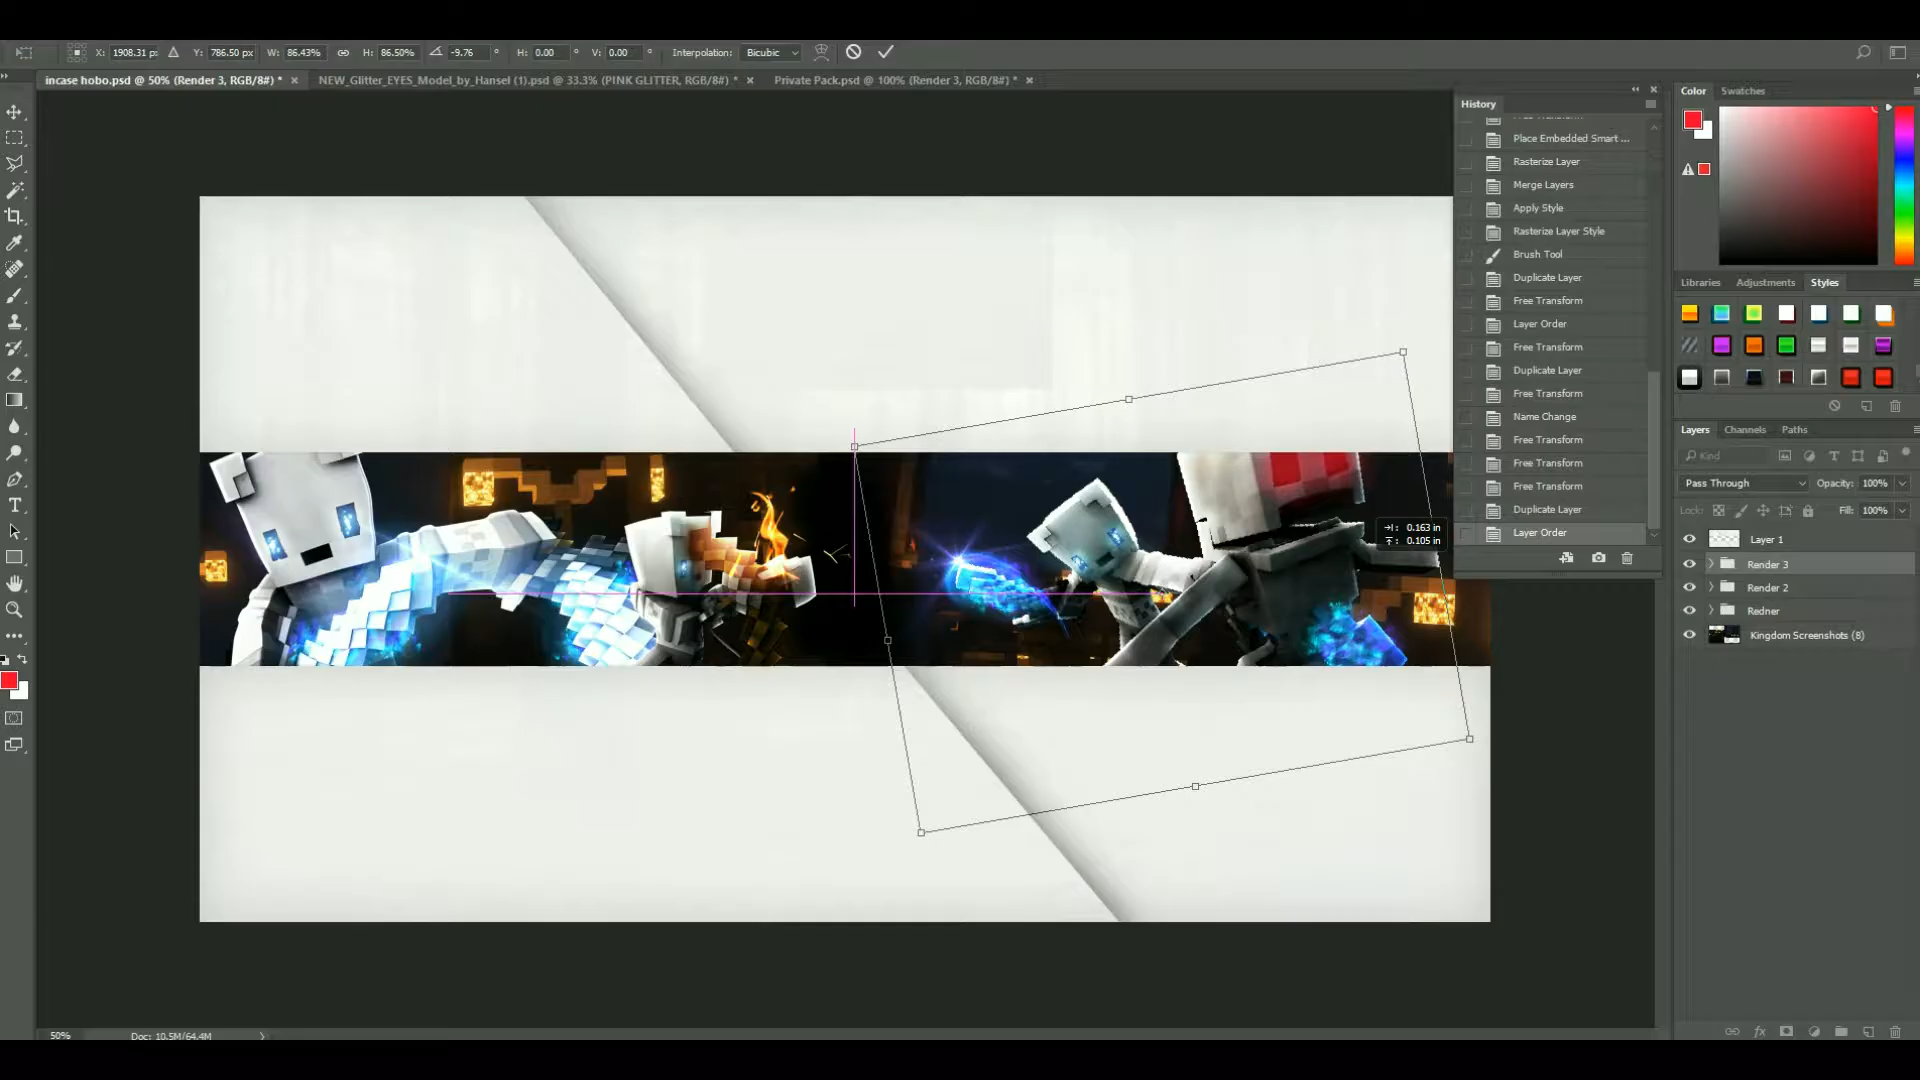 X: 1908.31 px Y: 786.50 px W: 86.43% H: 86.50% -9.76 ° H: 0.00 ° V: 0.00 ° Interpolation: Bicubic
incase hobo.psd @ 50% (Render 3, RGB/8#) * NEW_Glitter_EYES_Model_by_Hansel (1).psd @ 33.3% (PINK GLITTER, RGB/8#) * Private Pack.psd @ 100% (Render 3, RGB/8#) *
History
Free Transform
Place Embedded Smart ...
Rasterize Layer
Merge Layers
Apply Style
Rasterize Layer Style
Brush Tool
Duplicate Layer
Free Transform
Layer Order
Free Transform
Duplicate Layer
Free Transform
Name Change
Free Transform
Free Transform
Free Transform
Duplicate Layer
Layer Order
0.163 in
0.105 in
Color Swatches
Libraries Adjustments Styles
Layers Channels Paths
Kind
Pass Through Opacity: 100%
Lock: Fill: 100%
Layer 1
Render 3
Render 2
Redner
Kingdom Screenshots (8)
50% Doc: 10.5M/64.4M